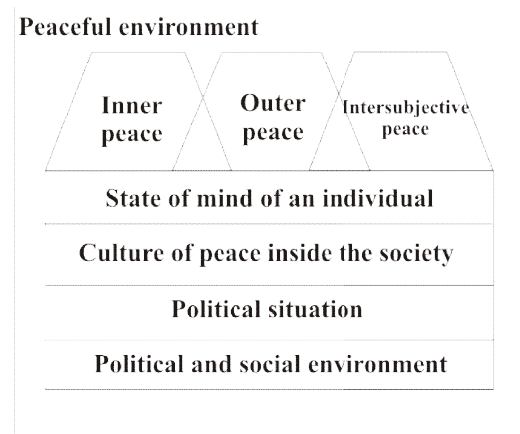 Peaceful environment
Inner
peace
Outer
peace
Intersubjective
peace
State of mind of an individual
Culture of peace inside the society
Political situation
Political and social environment